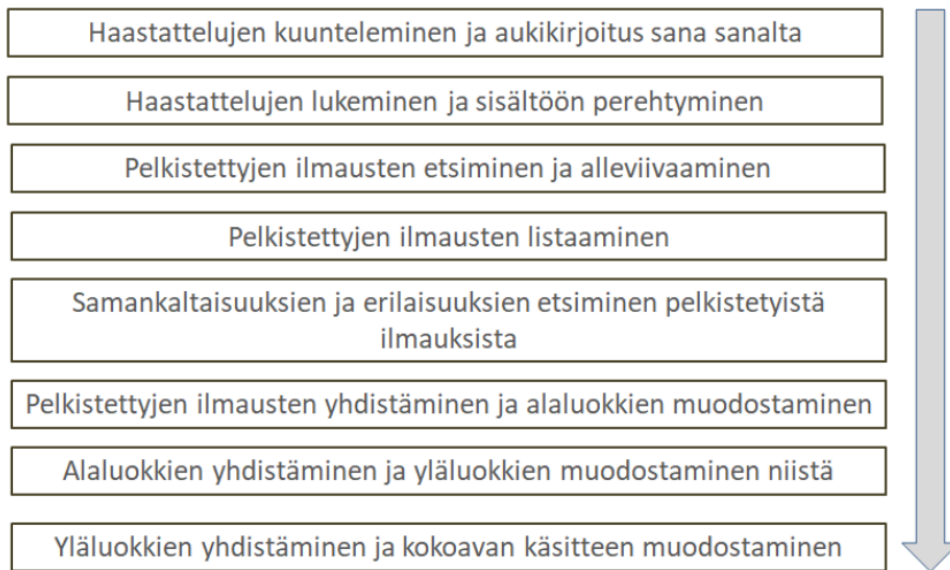 Haastattelujen kuunteleminen ja aukikirjoitus sana sanalta
Haastattelujen lukeminen ja sisältöön perehtyminen
Pelkistettyjen ilmausten etsiminen ja alleviivaaminen
Pelkistettyjen ilmausten listaaminen
Samankaltaisuuksien ja erilaisuuksien etsiminen pelkistetyistä
ilmauksista
Pelkistettyjen ilmausten yhdistäminen ja alaluokkien muodostaminen
Alaluokkien yhdistäminen ja yläluokkien muodostaminen niistä
Yläluokkien yhdistäminen ja kokoavan käsitteen muodostaminen